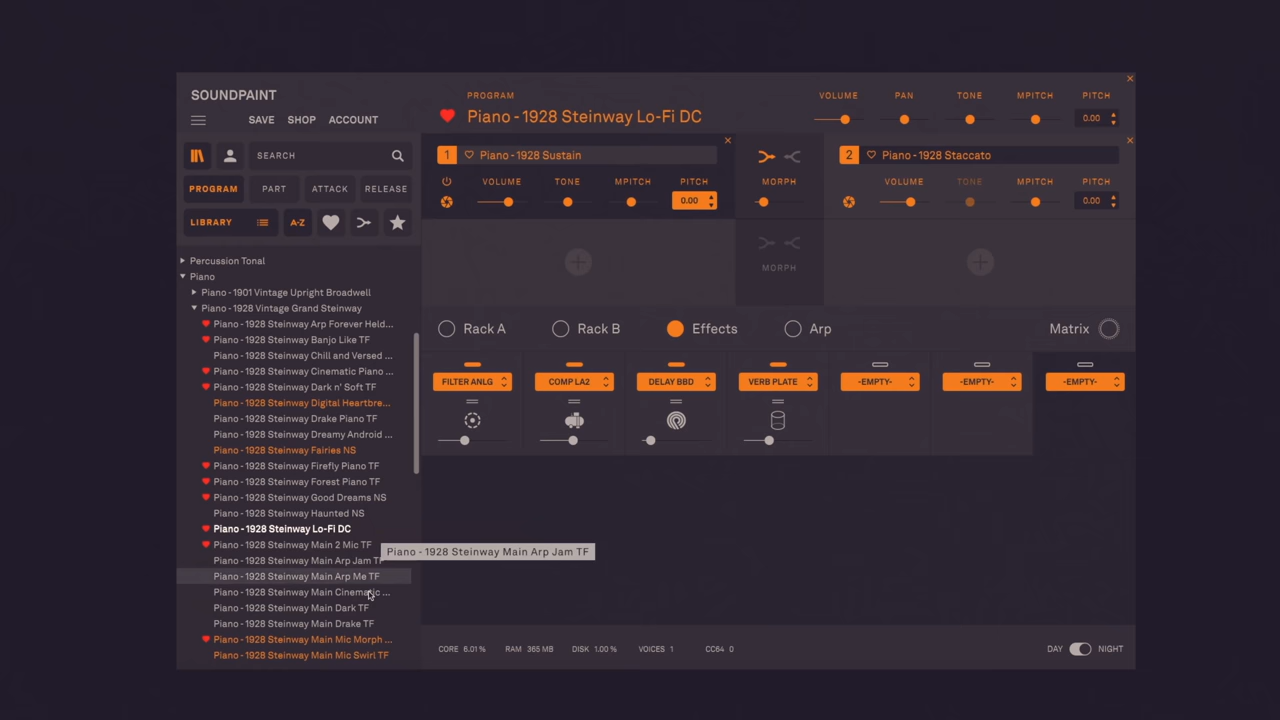 SOUNDPAINT
SAVE SHOP ACCOUNT
SEARCH
PROGRAM PART ATTACK RELEASE
LIBRARY A-Z
Percussion Tonal
Piano
Piano - 1901 Vintage Upright Broadwell
Piano - 1928 Vintage Grand Steinway
Piano - 1928 Steinway Arp Forever Held...
Piano - 1928 Steinway Banjo Like TF
Piano - 1928 Steinway Chill and Versed ...
Piano - 1928 Steinway Cinematic Piano ...
Piano - 1928 Steinway Dark n' Soft TF
Piano - 1928 Steinway Digital Heartbre...
Piano - 1928 Steinway Drake Piano TF
Piano - 1928 Steinway Dreamy Android ...
Piano - 1928 Steinway Fairies NS
Piano - 1928 Steinway Firefly Piano TF
Piano - 1928 Steinway Forest Piano TF
Piano - 1928 Steinway Good Dreams NS
Piano - 1928 Steinway Haunted NS
Piano - 1928 Steinway Lo-Fi DC
Piano - 1928 Steinway Main 2 Mic TF
Piano - 1928 Steinway Main Arp Jam TF
Piano - 1928 Steinway Main Arp Me TF
Piano - 1928 Steinway Main Cinematic ...
Piano - 1928 Steinway Main Dark TF
Piano - 1928 Steinway Main Drake TF
Piano - 1928 Steinway Main Mic Morph ...
Piano - 1928 Steinway Main Mic Swirl TF
Piano - 1928 Steinway Main Arp Jam TF
PROGRAM
Piano - 1928 Steinway Lo-Fi DC
VOLUME PAN TONE MPITCH PITCH
0.00
1 Piano - 1928 Sustain
VOLUME TONE MPITCH PITCH
0.00
MORPH
2 Piano - 1928 Staccato
VOLUME TONE MPITCH PITCH
0.00
MORPH
Rack A Rack B Effects Arp Matrix
FILTER ANLG COMP LA2 DELAY BBD VERB PLATE -EMPTY- -EMPTY- -EMPTY-
CORE 6.01 % RAM 365 MB DISK 1.00 % VOICES 1 CC64 0
DAY NIGHT